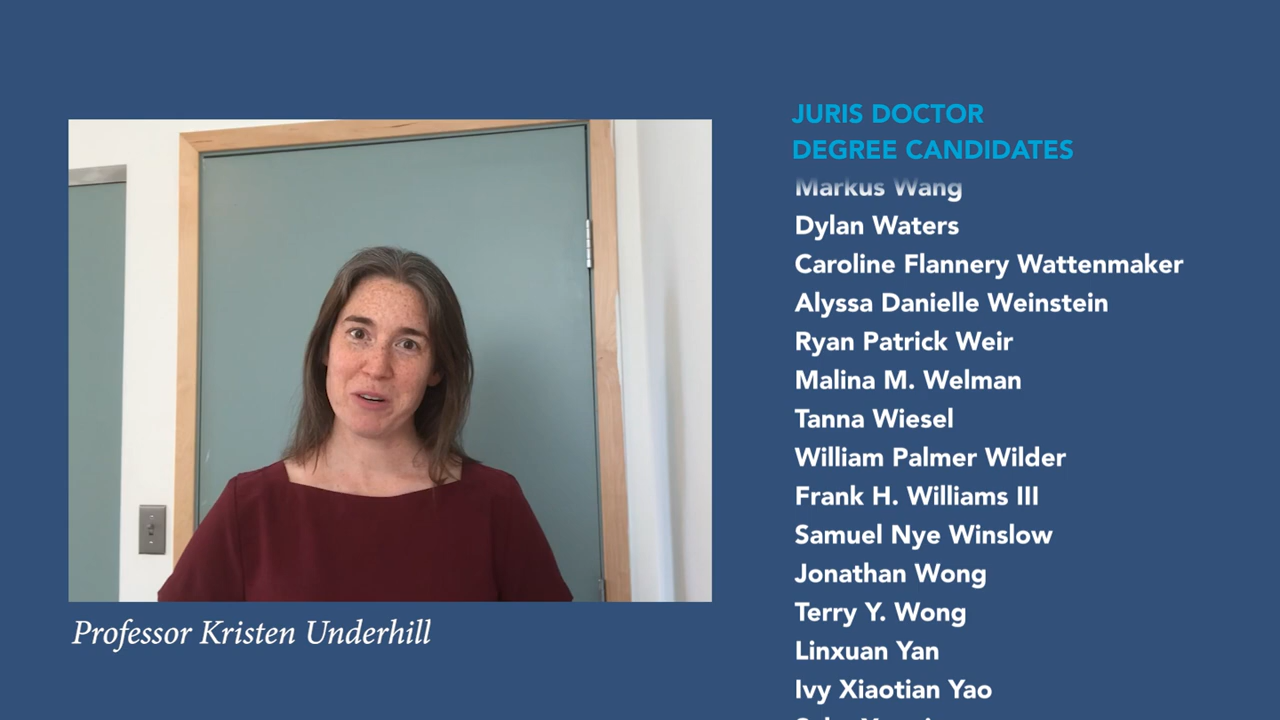 JURIS DOCTOR
DEGREE CANDIDATES
Markus Wang
Dylan Waters
Caroline Flannery Wattenmaker
Alyssa Danielle Weinstein
Ryan Patrick Weir
Malina M. Welman
Tanna Wiesel
William Palmer Wilder
Frank H. Williams III
Samuel Nye Winslow
Jonathan Wong
Terry Y. Wong
Linxuan Yan
Ivy Xiaotian Yao
Professor Kristen Underhill